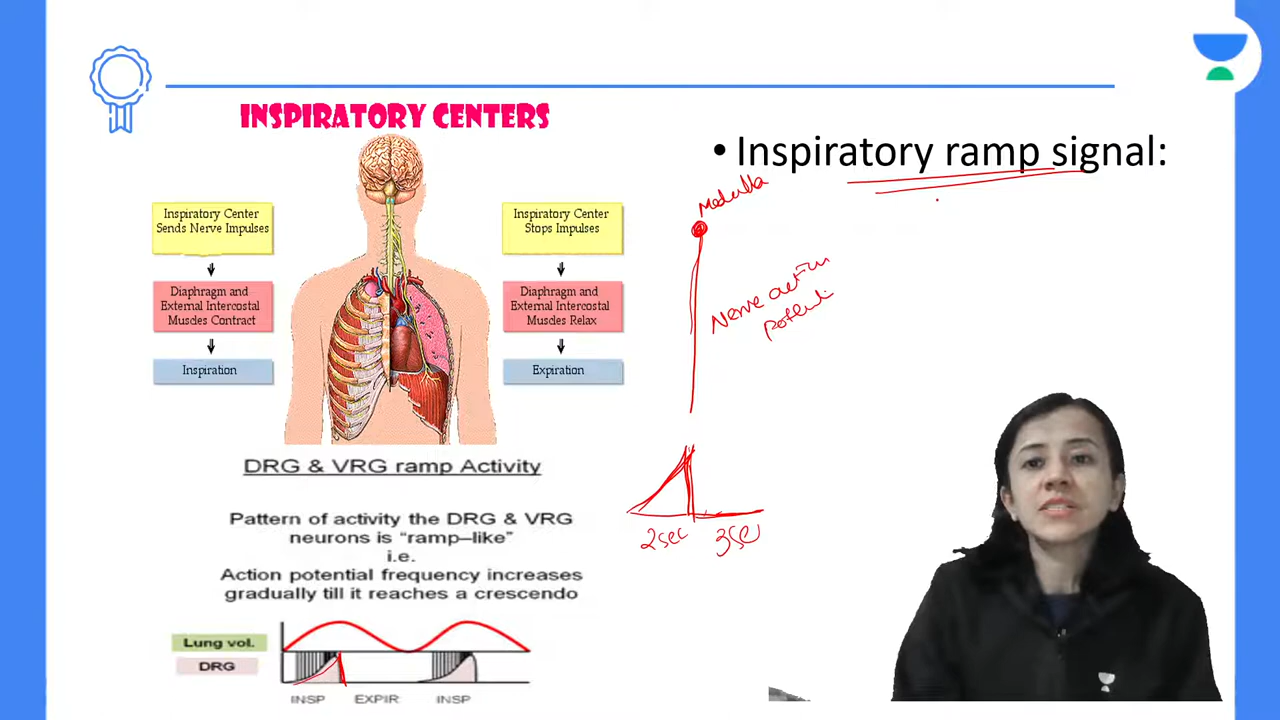 INSPIRATORY CENTERS
Inspiratory Center
Sends Nerve Impulses
Diaphragm and
External Intercostal
Muscles Contract
Inspiration
Inspiratory Center
Stops Impulses
Diaphragm and
External Intercostal
Muscles Relax
Expiration
DRG & VRG ramp Activity
Pattern of activity the DRG & VRG
neurons is “ramp–like”
i.e.
Action potential frequency increases
gradually till it reaches a crescendo
Lung vol.
DRG
INSP EXPIR INSP
• Inspiratory ramp signal:
Medulla
Nerve
2sec